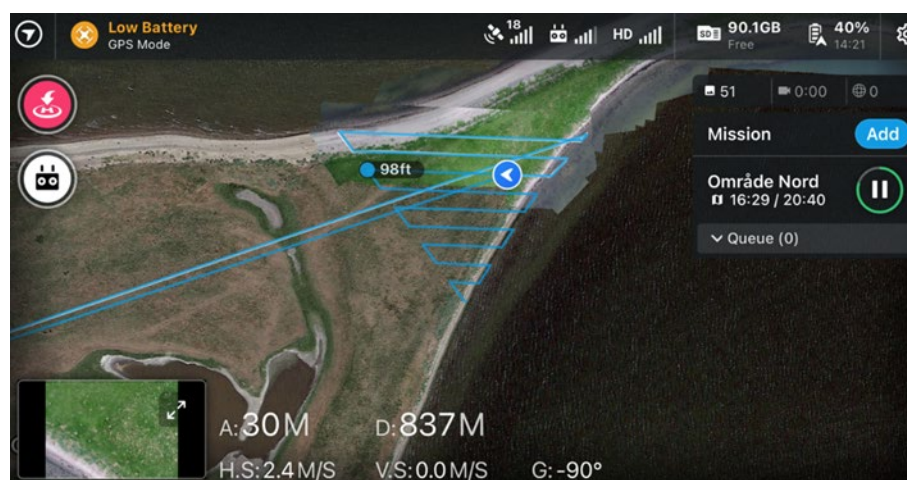 Low Battery
GPS Mode
18
HD
SD
90.1GB
Free
40%
14:21
51
0:00
0
Mission
Add
98ft
Område Nord
16:29 / 20:40
Queue (0)
A:30M
D:837M
H.S:2.4M/S
V.S:0.0M/S
G:-90°